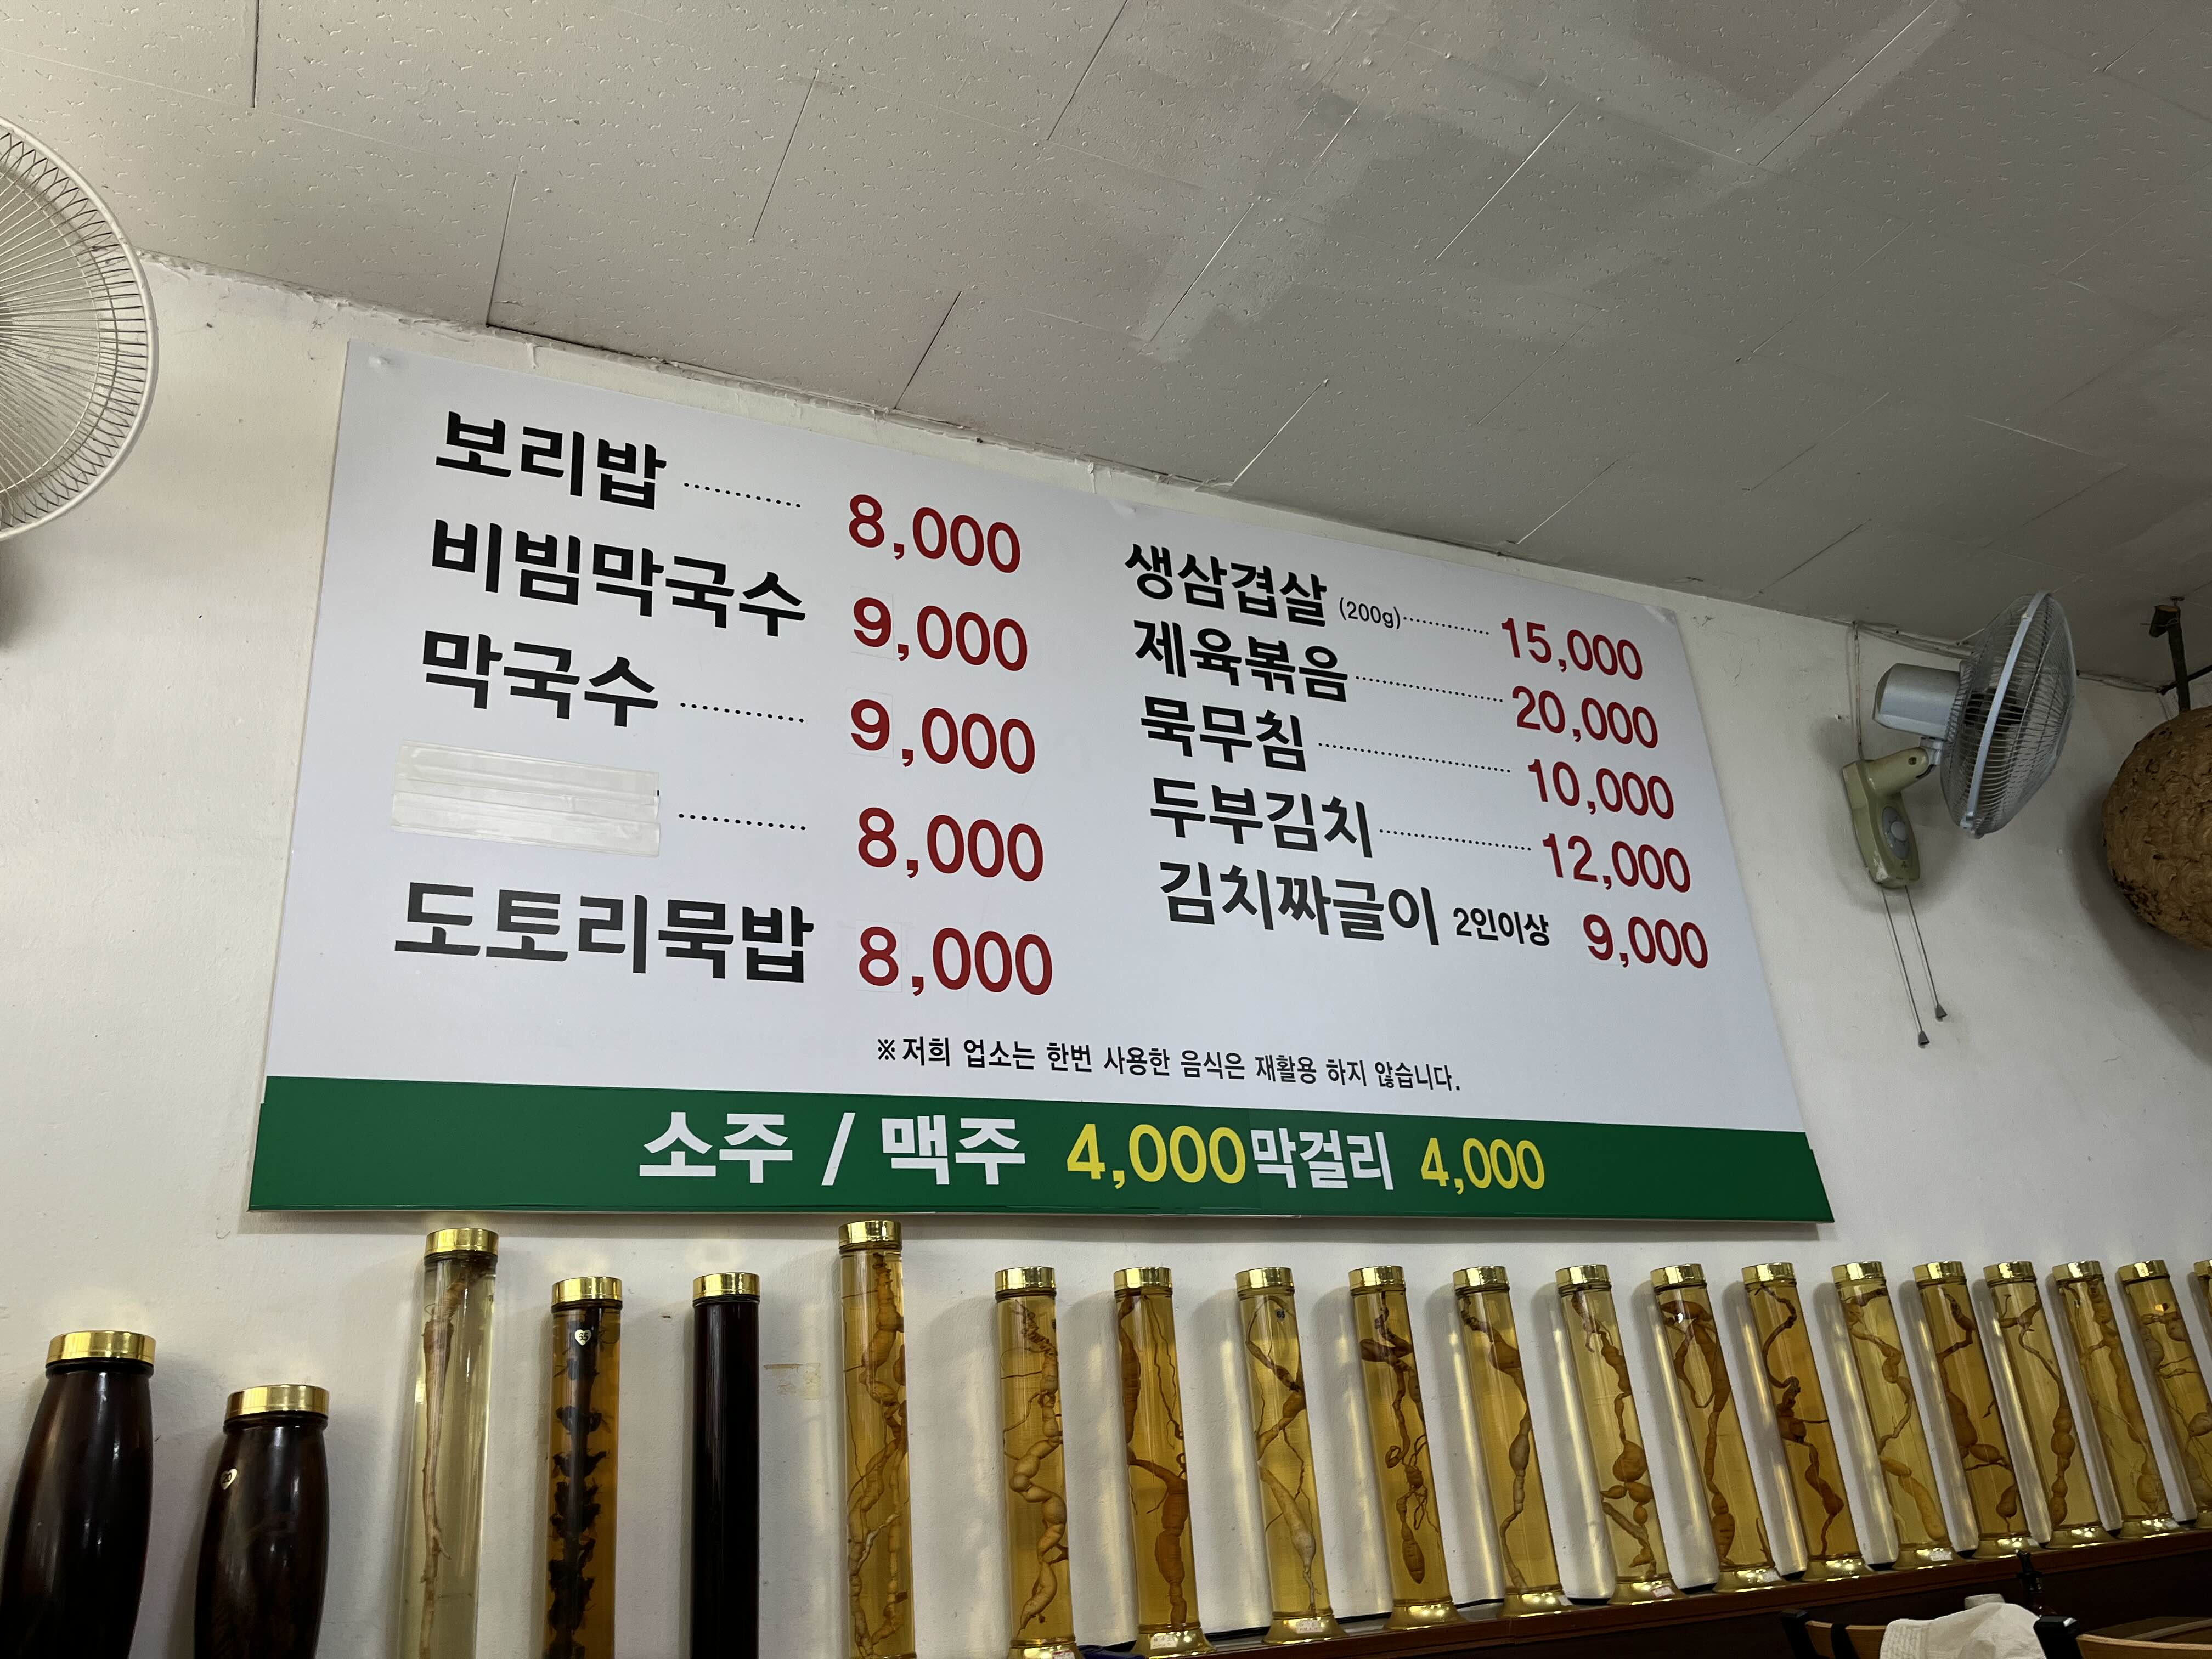 보리밥 ............ 8,000
비빔막국수 9,000
막국수 ............ 9,000
............ 8,000
도토리묵밥 8,000
생삼겹살 (200g) ............ 15,000
제육볶음 ............ 20,000
묵무침 ............ 10,000
두부김치 ............ 12,000
김치짜글이 2인이상 9,000
※저희 업소는 한번 사용한 음식은 재활용 하지 않습니다.
소주 / 맥주 4,000 막걸리 4,000